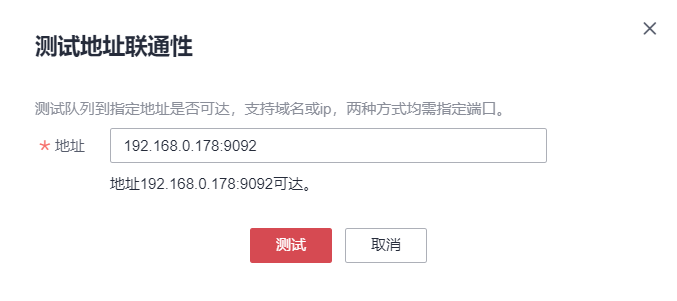 测试地址联通性
测试队列到指定地址是否可达，支持域名或ip，两种方式均需指定端口。
* 地址 192.168.0.178:9092
地址192.168.0.178:9092可达。
测试 取消